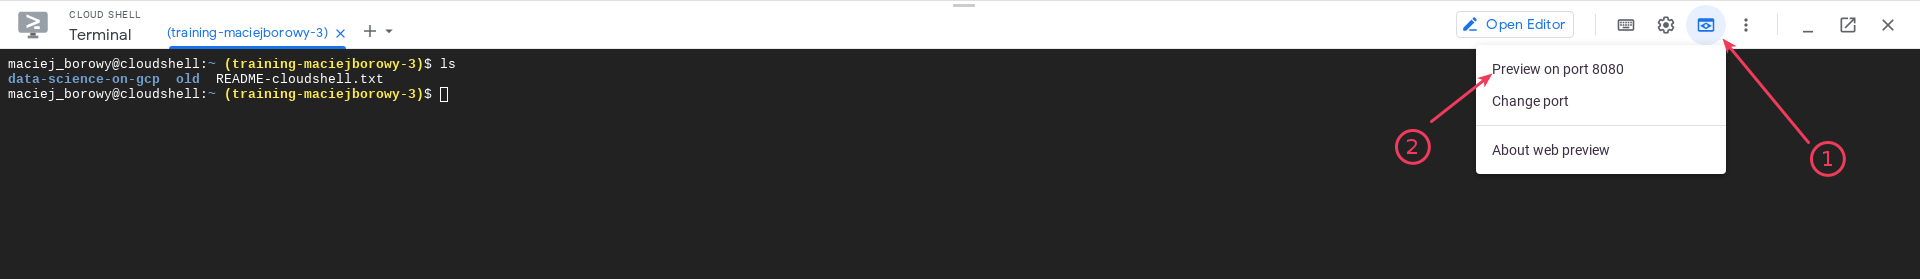 CLOUD SHELL
Terminal
(training-maciejborowy-3)
Open Editor
maciej_borowy@cloudshell:~ (training-maciejborowy-3)$ ls
data-science-on-gcp  old  README-cloudshell.txt
maciej_borowy@cloudshell:~ (training-maciejborowy-3)$
Preview on port 8080
Change port
About web preview
2
1